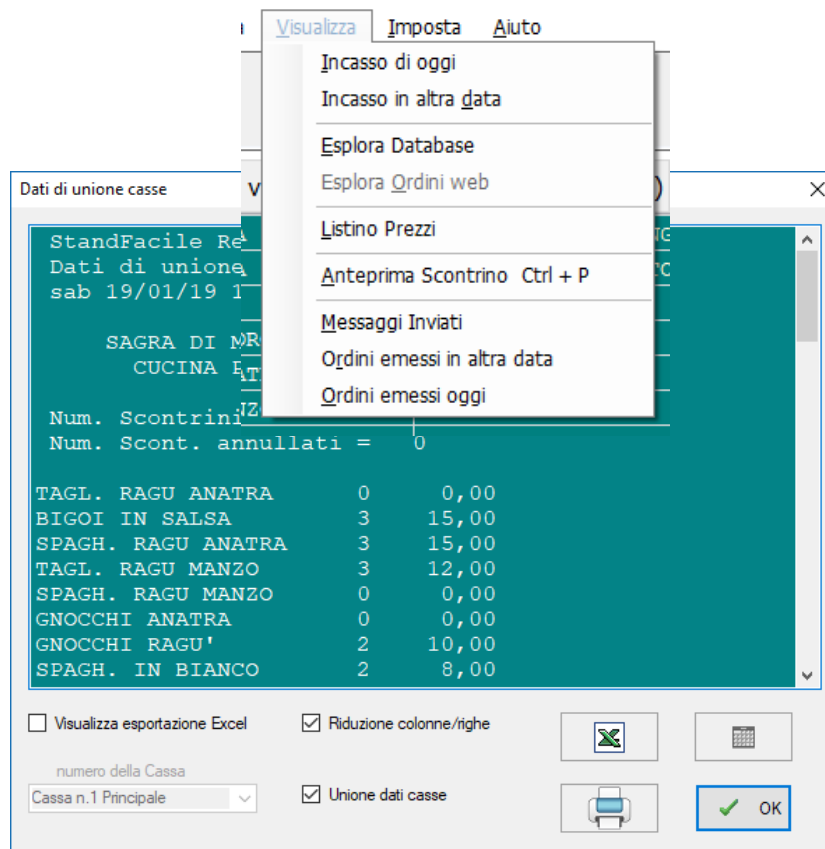 Visualizza Imposta Aiuto
Incasso di oggi
Incasso in altra data
Esplora Database
Esplora Ordini web
Listino Prezzi
Anteprima Scontrino Ctrl + P
Messaggi Inviati
Ordini emessi in altra data
Ordini emessi oggi
Dati di unione casse
StandFacile
Dati di unione
sab 19/01/19
SAGRA DI
CUCINA
Num. Scontrini
Num. Scont. annullati = 0
TAGL. RAGU ANATRA 0 0,00
BIGOI IN SALSA 3 15,00
SPAGH. RAGU ANATRA 3 15,00
TAGL. RAGU MANZO 3 12,00
SPAGH. RAGU MANZO 0 0,00
GNOCCHI ANATRA 0 0,00
GNOCCHI RAGU' 2 10,00
SPAGH. IN BIANCO 2 8,00
Visualizza esportazione Excel
Riduzione colonne/righe
numero della Cassa
Cassa n.1 Principale
Unione dati casse
OK